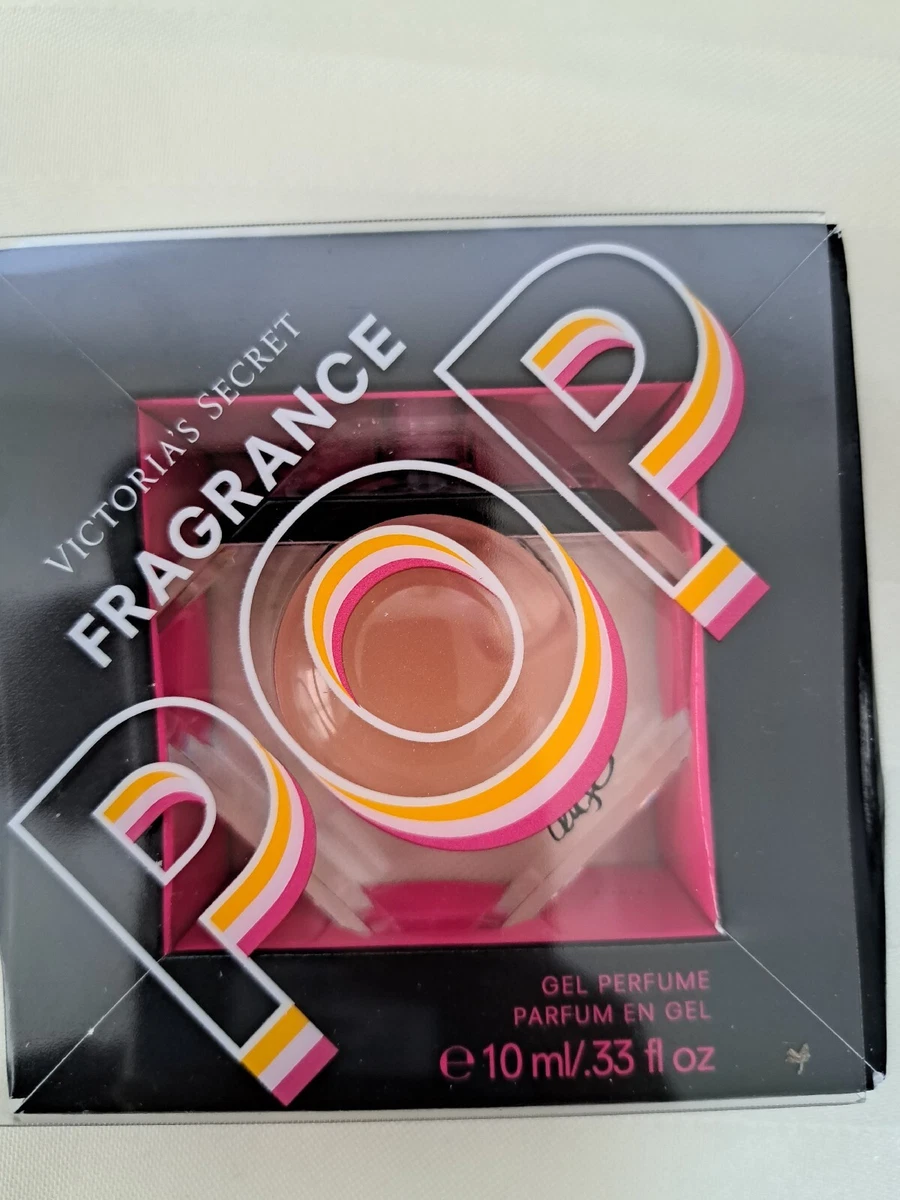 VICTORIA'S SECRET
FRAGRANCE
POP
GEL PERFUME
PARFUM EN GEL
℮ 10 ml/.33 fl oz